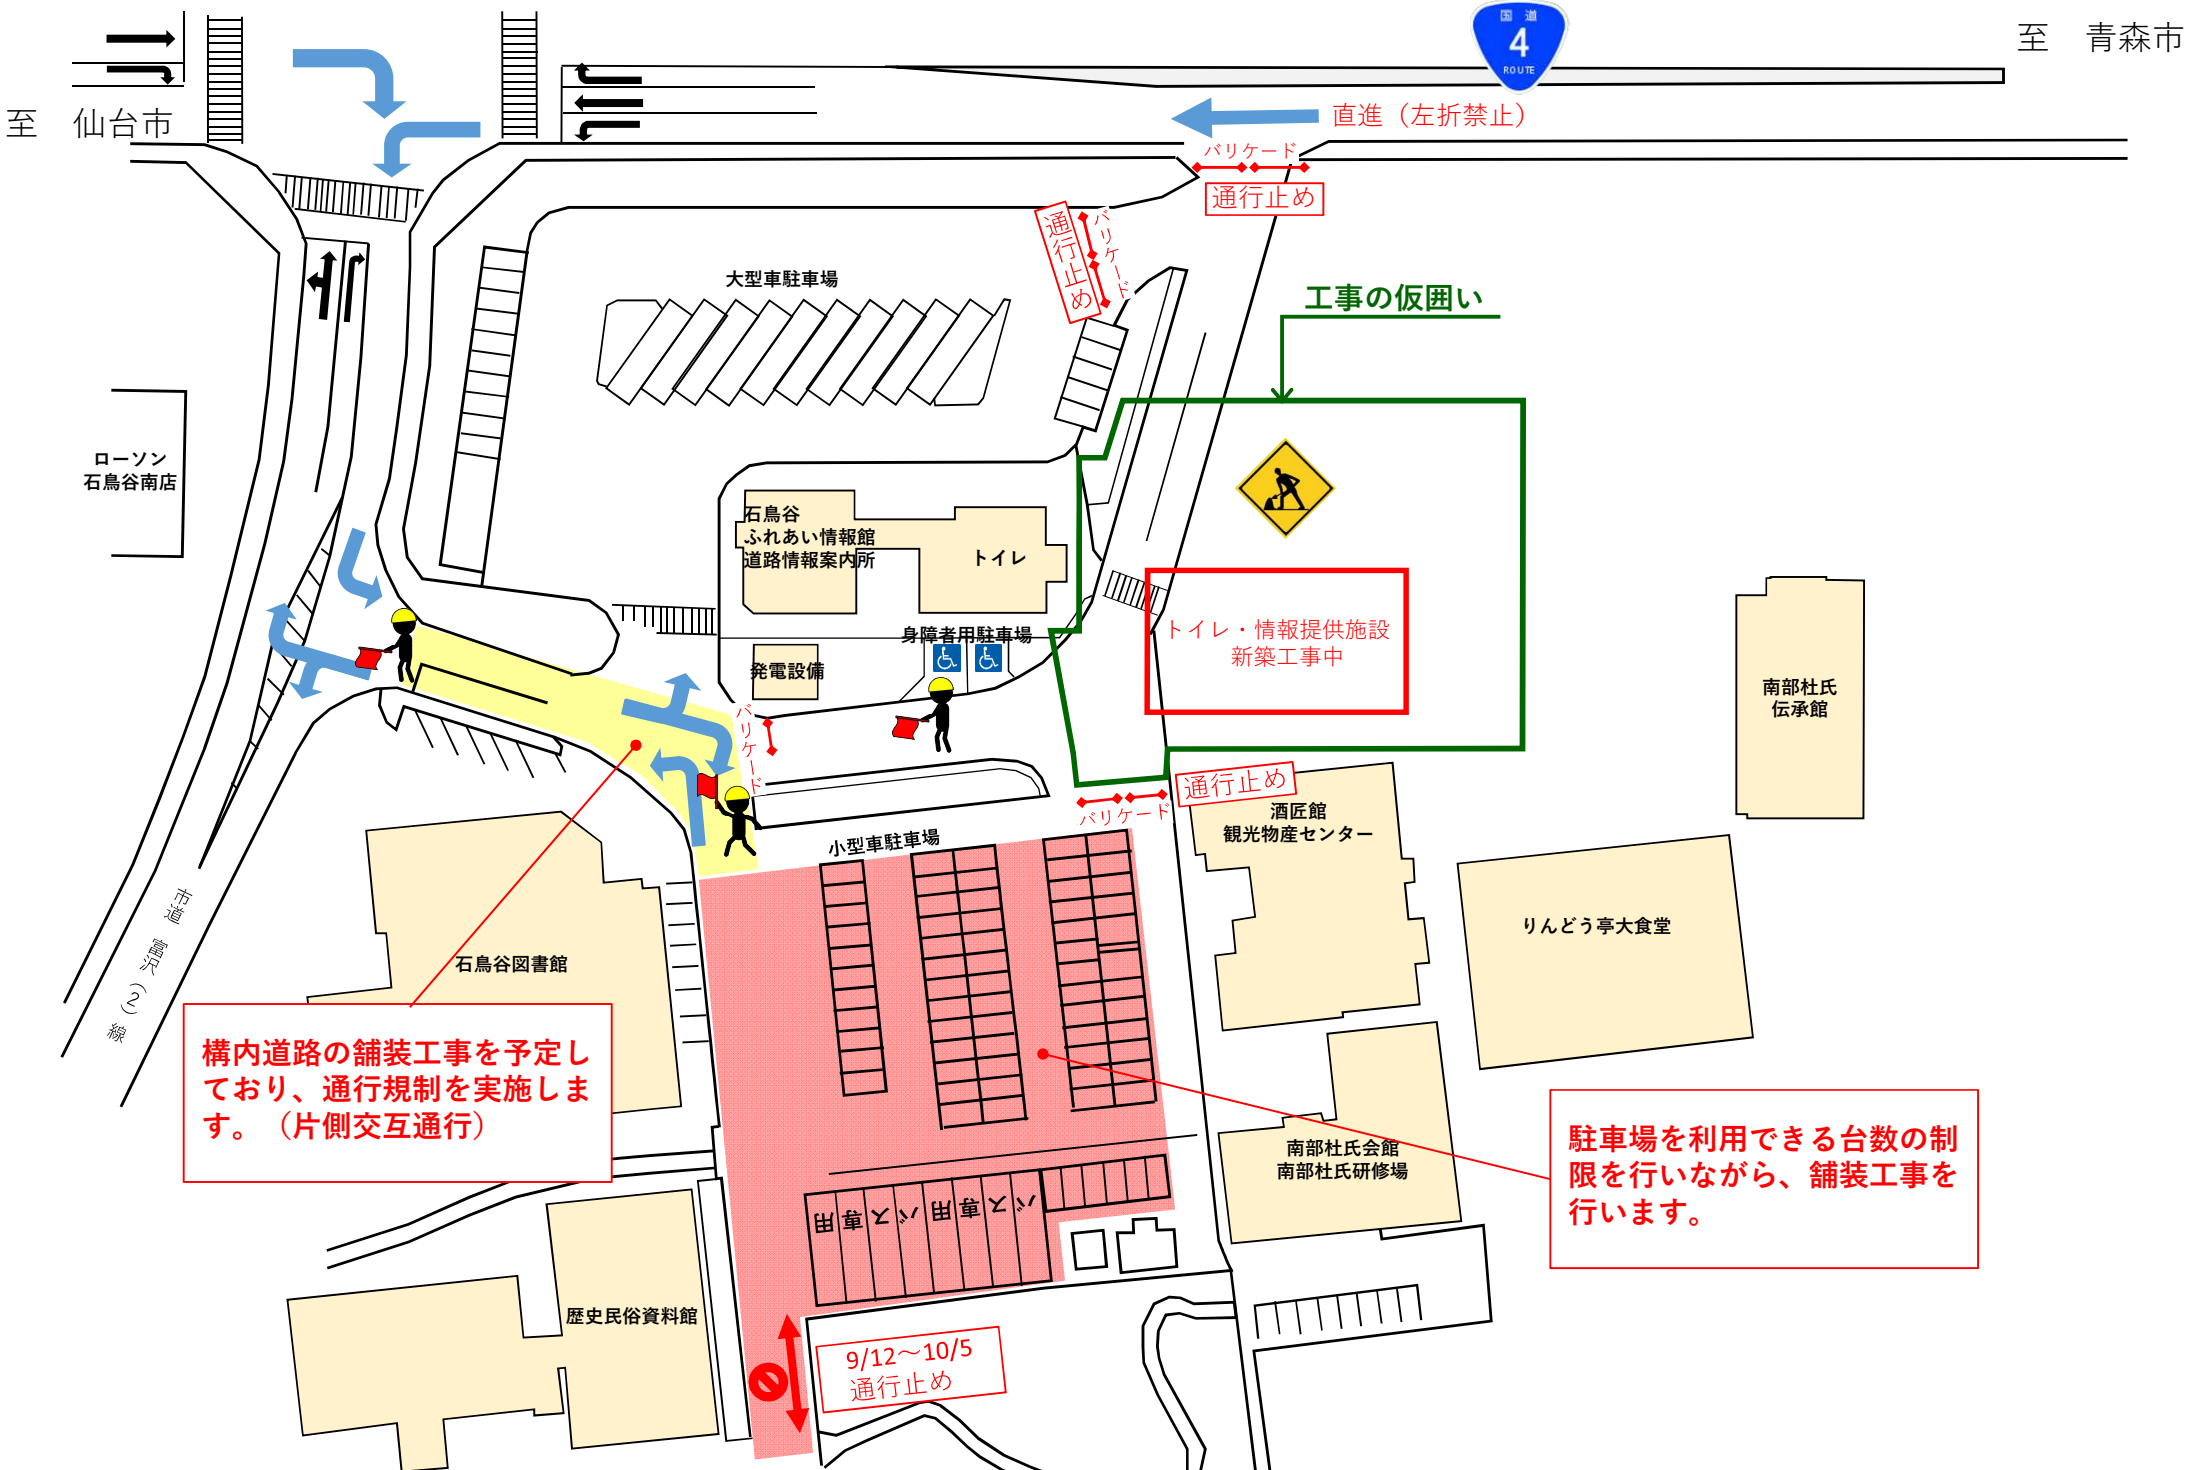 国 道
4
ROUTE
至 青森市
至 仙台市
直進（左折禁止）
バリケード
通行止め
通行止め
バリケード
大型車駐車場
工事の仮囲い
ローソン
石鳥谷南店
石鳥谷
ふれあい情報館
道路情報案内所
トイレ
身障者用駐車場
発電設備
トイレ・情報提供施設
新築工事中
南部杜氏
伝承館
バリケード
通行止め
バリケード
酒匠館
観光物産センター
小型車駐車場
りんどう亭大食堂
市道 富沢（２）線
石鳥谷図書館
構内道路の舗装工事を予定し
ており、通行規制を実施しま
す。（片側交互通行）
駐車場を利用できる台数の制
限を行いながら、舗装工事を
行います。
南部杜氏会館
南部杜氏研修場
バス専用
バス専用
歴史民俗資料館
9/12～10/5
通行止め